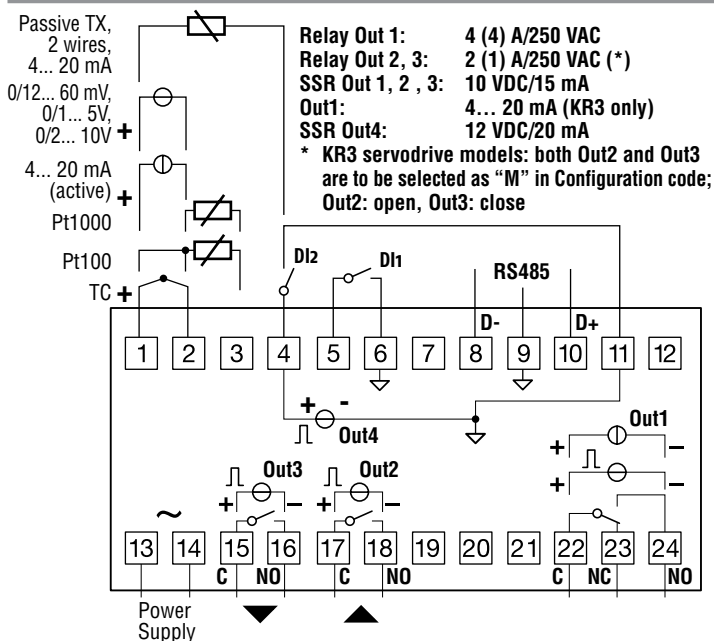 Passive TX,
2 wires,
4... 20 mA
0/12... 60 mV,
0/1... 5V,
0/2... 10V +
4... 20 mA
(active) +
Pt1000
Pt100
TC +
Relay Out 1: 4 (4) A/250 VAC
Relay Out 2, 3: 2 (1) A/250 VAC (*)
SSR Out 1, 2 , 3: 10 VDC/15 mA
Out1: 4... 20 mA (KR3 only)
SSR Out4: 12 VDC/20 mA
* KR3 servodrive models: both Out2 and Out3
are to be selected as “M” in Configuration code;
Out2: open, Out3: close
DI2 DI1 RS485
D- D+
1 2 3 4 5 6 7 8 9 10 11 12
+ -
Out4
Out1
+ −
+ −
Out3 Out2
+ − + −
~
13 14 15 16 17 18 19 20 21 22 23 24
C NO C NO C NC NO
Power
Supply